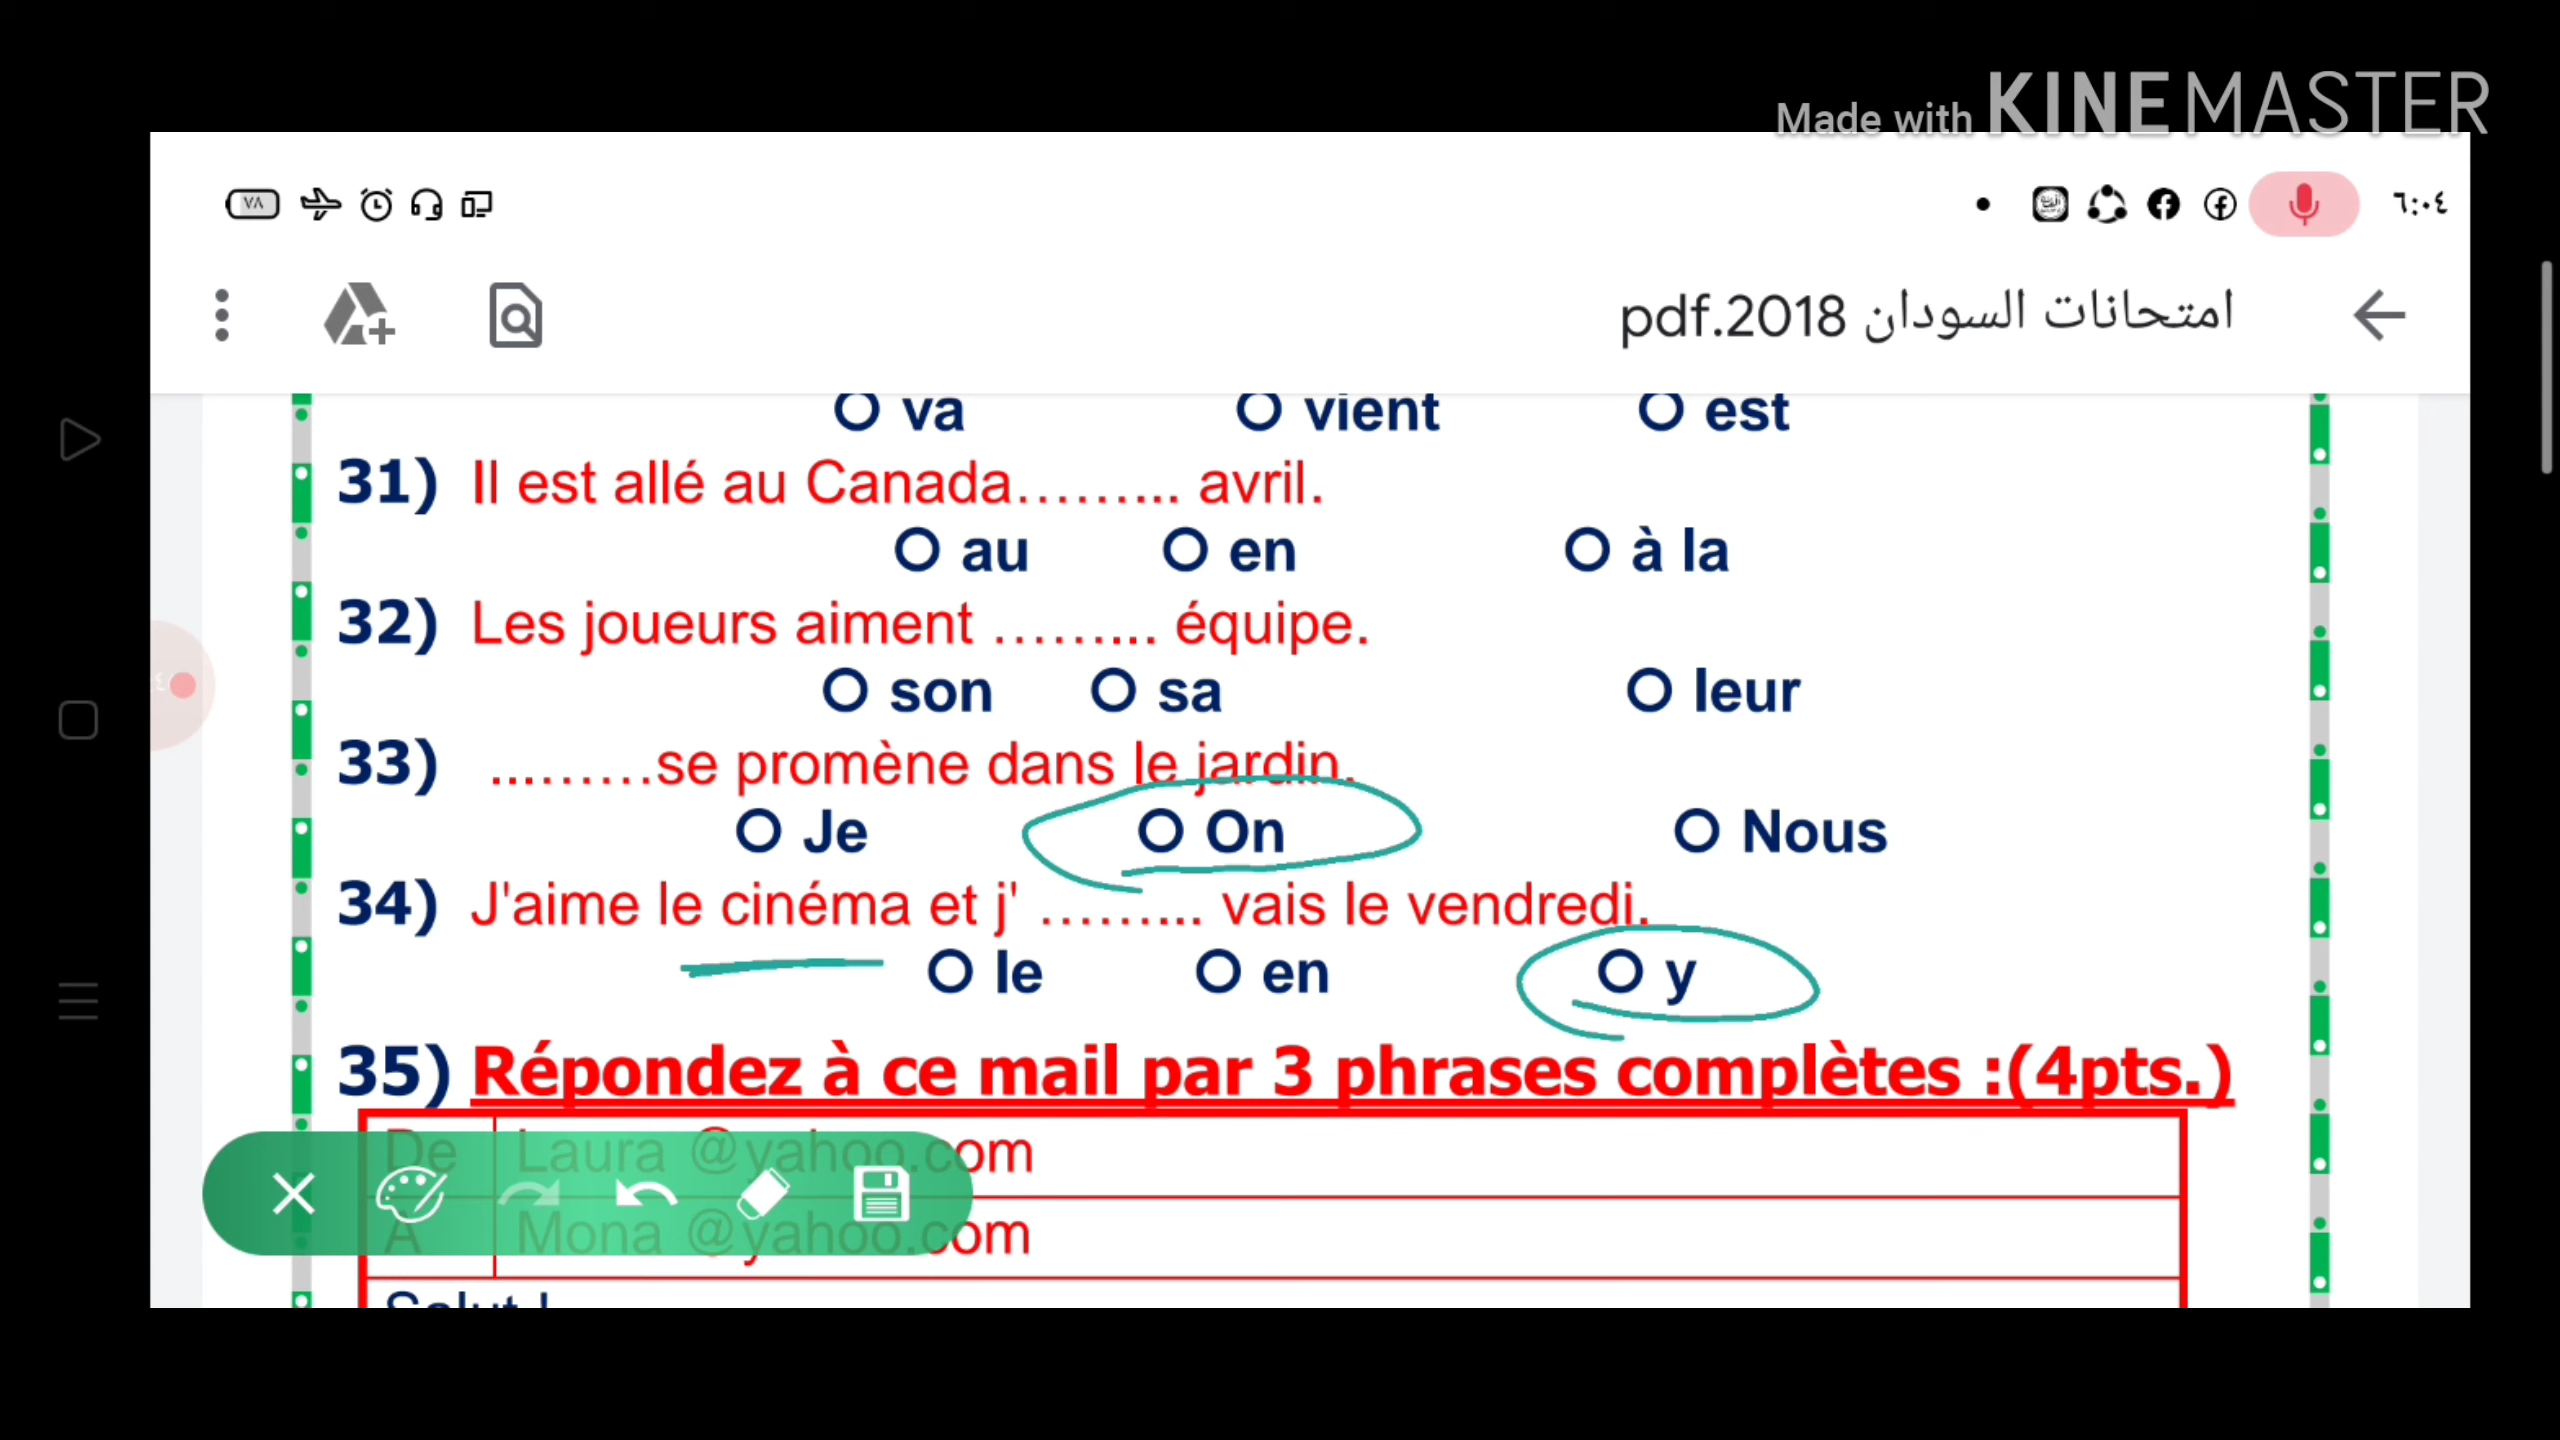 Made with KINEMASTER
٧٨ ٦:٠٤
امتحانات السودان 2018.pdf
O va O vient O est
31) Il est allé au Canada……... avril.
O au O en O à la
32) Les joueurs aiment ……... équipe.
O son O sa O leur
33) ...……se promène dans le jardin.
O Je O On O Nous
34) J'aime le cinéma et j' ……... vais le vendredi.
O le O en O y
35) Répondez à ce mail par 3 phrases complètes :(4pts.)
De Laura @yahoo.com
A Mona @yahoo.com
Salut !